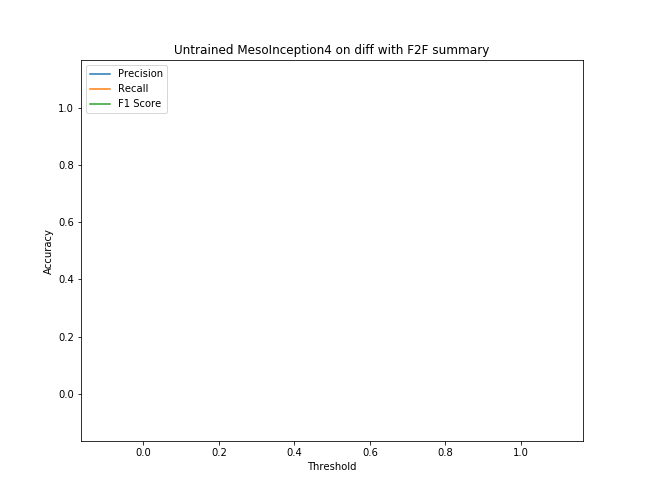 Untrained MesoInception4 on diff with F2F summary
Precision
Recall
F1 Score
1.0
0.8
0.6
0.4
0.2
0.0
Accuracy
0.0 0.2 0.4 0.6 0.8 1.0
Threshold